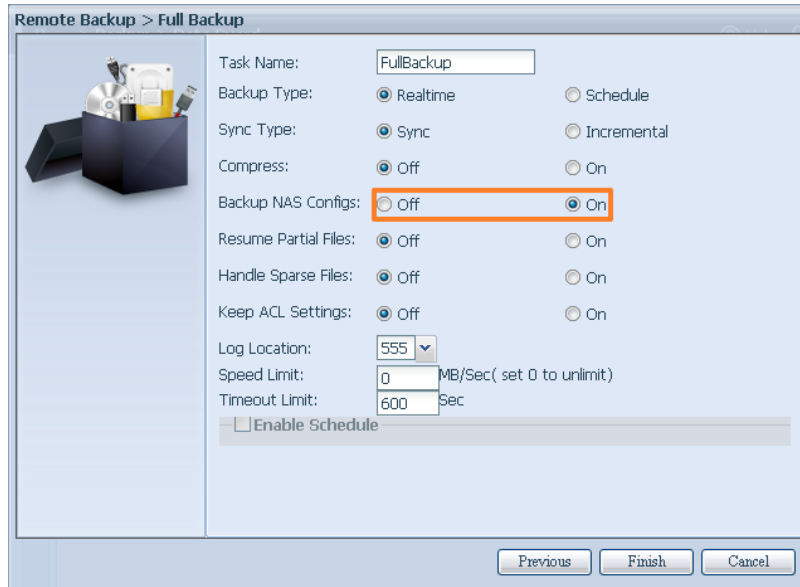 Remote Backup > Full Backup
Task Name: FullBackup
Backup Type: Realtime Schedule
Sync Type: Sync Incremental
Compress: Off On
Backup NAS Configs: Off On
Resume Partial Files: Off On
Handle Sparse Files: Off On
Keep ACL Settings: Off On
Log Location: 555
Speed Limit: 0 MB/Sec( set 0 to unlimit)
Timeout Limit: 600 Sec
Enable Schedule
Previous Finish Cancel